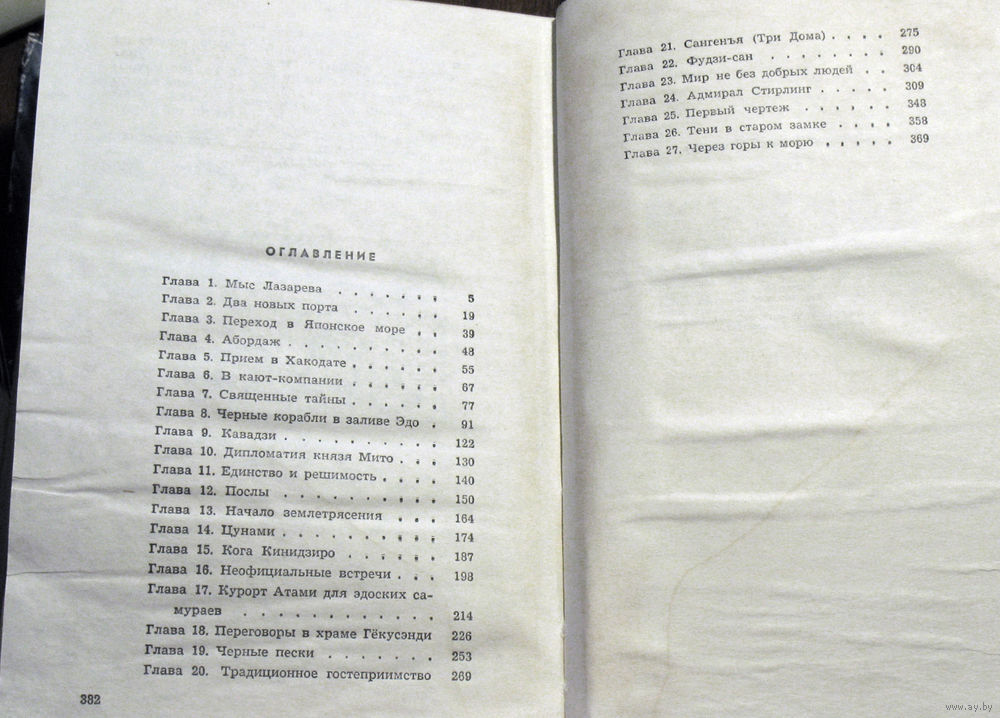 ОГЛАВЛЕНИЕ
Глава 1. Мыс Лазарева . . . . . . 5
Глава 2. Два новых порта . . . . . 19
Глава 3. Переход в Японское море . . 39
Глава 4. Абордаж . . . . . . . . 48
Глава 5. Прием в Хакодате . . . . . 55
Глава 6. В кают-компании . . . . . 67
Глава 7. Священные тайны . . . . . 77
Глава 8. Черные корабли в заливе Эдо . 91
Глава 9. Кавадзи . . . . . . . . 122
Глава 10. Дипломатия князя Мито . . 130
Глава 11. Единство и решимость . . . 140
Глава 12. Послы . . . . . . . . 150
Глава 13. Начало землетрясения . . . 164
Глава 14. Цунами . . . . . . . . 174
Глава 15. Кога Кинидзиро . . . . . 187
Глава 16. Неофициальные встречи . . . 198
Глава 17. Курорт Атами для эдоских са-
мураев . . . . . . . . . 214
Глава 18. Переговоры в храме Гёкусэнди 226
Глава 19. Черные пески . . . . . . 253
Глава 20. Традиционное гостеприимство 269
382
Глава 21. Сангенъя (Три Дома) . . . . 275
Глава 22. Фудзи-сан . . . . . . . 290
Глава 23. Мир не без добрых людей . . 304
Глава 24. Адмирал Стирлинг . . . . 309
Глава 25. Первый чертеж . . . . . . 348
Глава 26. Тени в старом замке . . . . 358
Глава 27. Через горы к морю . . . . . 369
www.ay.by